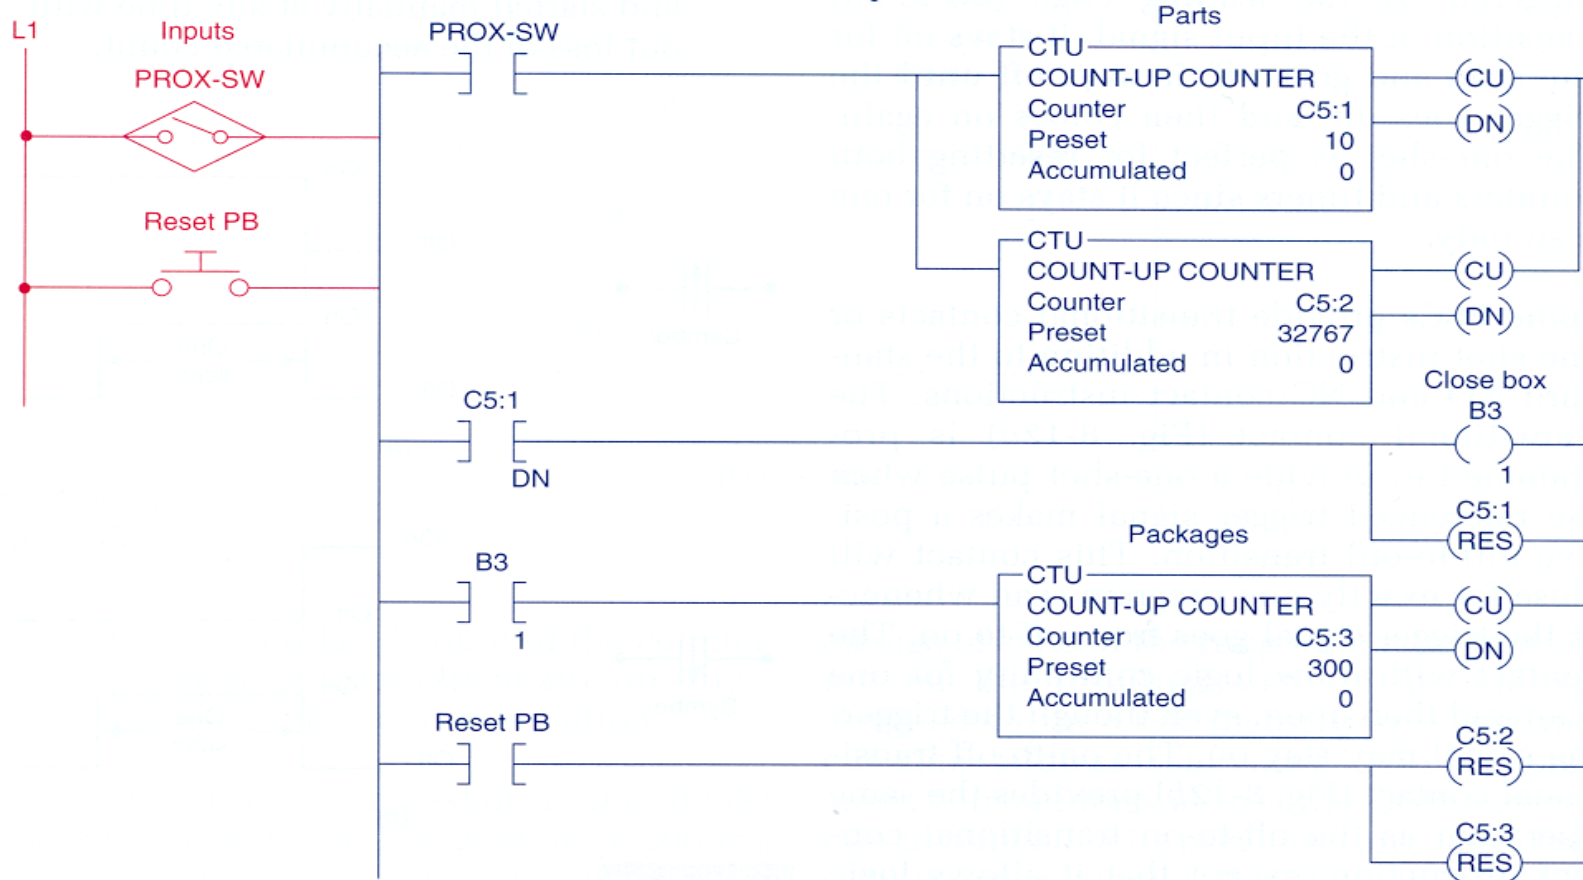 L1
Inputs
PROX-SW
Reset PB
PROX-SW
Parts
CTU
COUNT-UP COUNTER
Counter C5:1
Preset 10
Accumulated 0
CU
DN
CTU
COUNT-UP COUNTER
Counter C5:2
Preset 32767
Accumulated 0
CU
DN
C5:1
DN
Close box
B3
1
C5:1
RES
B3
1
Packages
CTU
COUNT-UP COUNTER
Counter C5:3
Preset 300
Accumulated 0
CU
DN
Reset PB
C5:2
RES
C5:3
RES